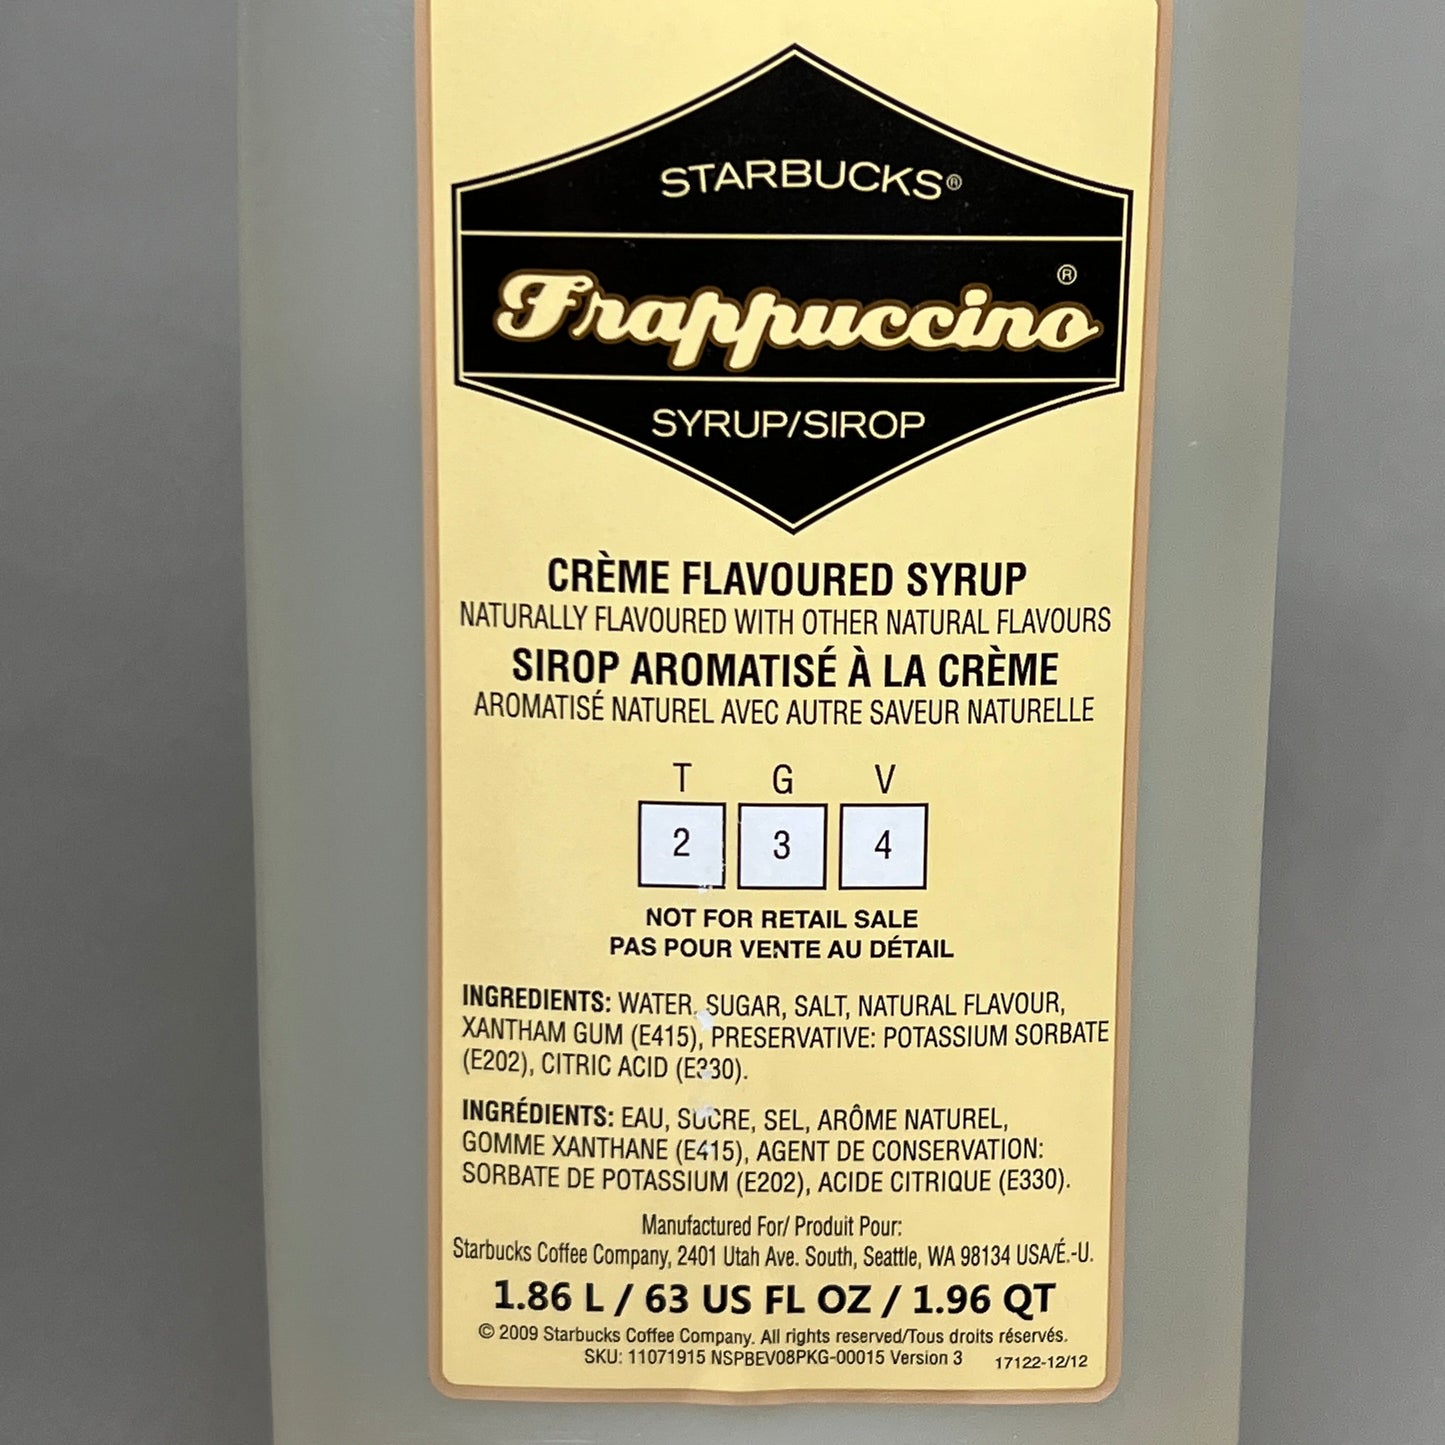 STARBUCKS®
Frappuccino®
SYRUP/SIROP
CRÈME FLAVOURED SYRUP
NATURALLY FLAVOURED WITH OTHER NATURAL FLAVOURS
SIROP AROMATISÉ À LA CRÈME
AROMATISÉ NATUREL AVEC AUTRE SAVEUR NATURELLE
T G V
2 3 4
NOT FOR RETAIL SALE
PAS POUR VENTE AU DÉTAIL
INGREDIENTS: WATER, SUGAR, SALT, NATURAL FLAVOUR,
XANTHAM GUM (E415), PRESERVATIVE: POTASSIUM SORBATE
(E202), CITRIC ACID (E330).
INGRÉDIENTS: EAU, SUCRE, SEL, ARÔME NATUREL,
GOMME XANTHANE (E415), AGENT DE CONSERVATION:
SORBATE DE POTASSIUM (E202), ACIDE CITRIQUE (E330).
Manufactured For/ Produit Pour:
Starbucks Coffee Company, 2401 Utah Ave. South, Seattle, WA 98134 USA/É.-U.
1.86 L / 63 US FL OZ / 1.96 QT
© 2009 Starbucks Coffee Company. All rights reserved/Tous droits réservés.
SKU: 11071915 NSPBEV08PKG-00015 Version 3 17122-12/12